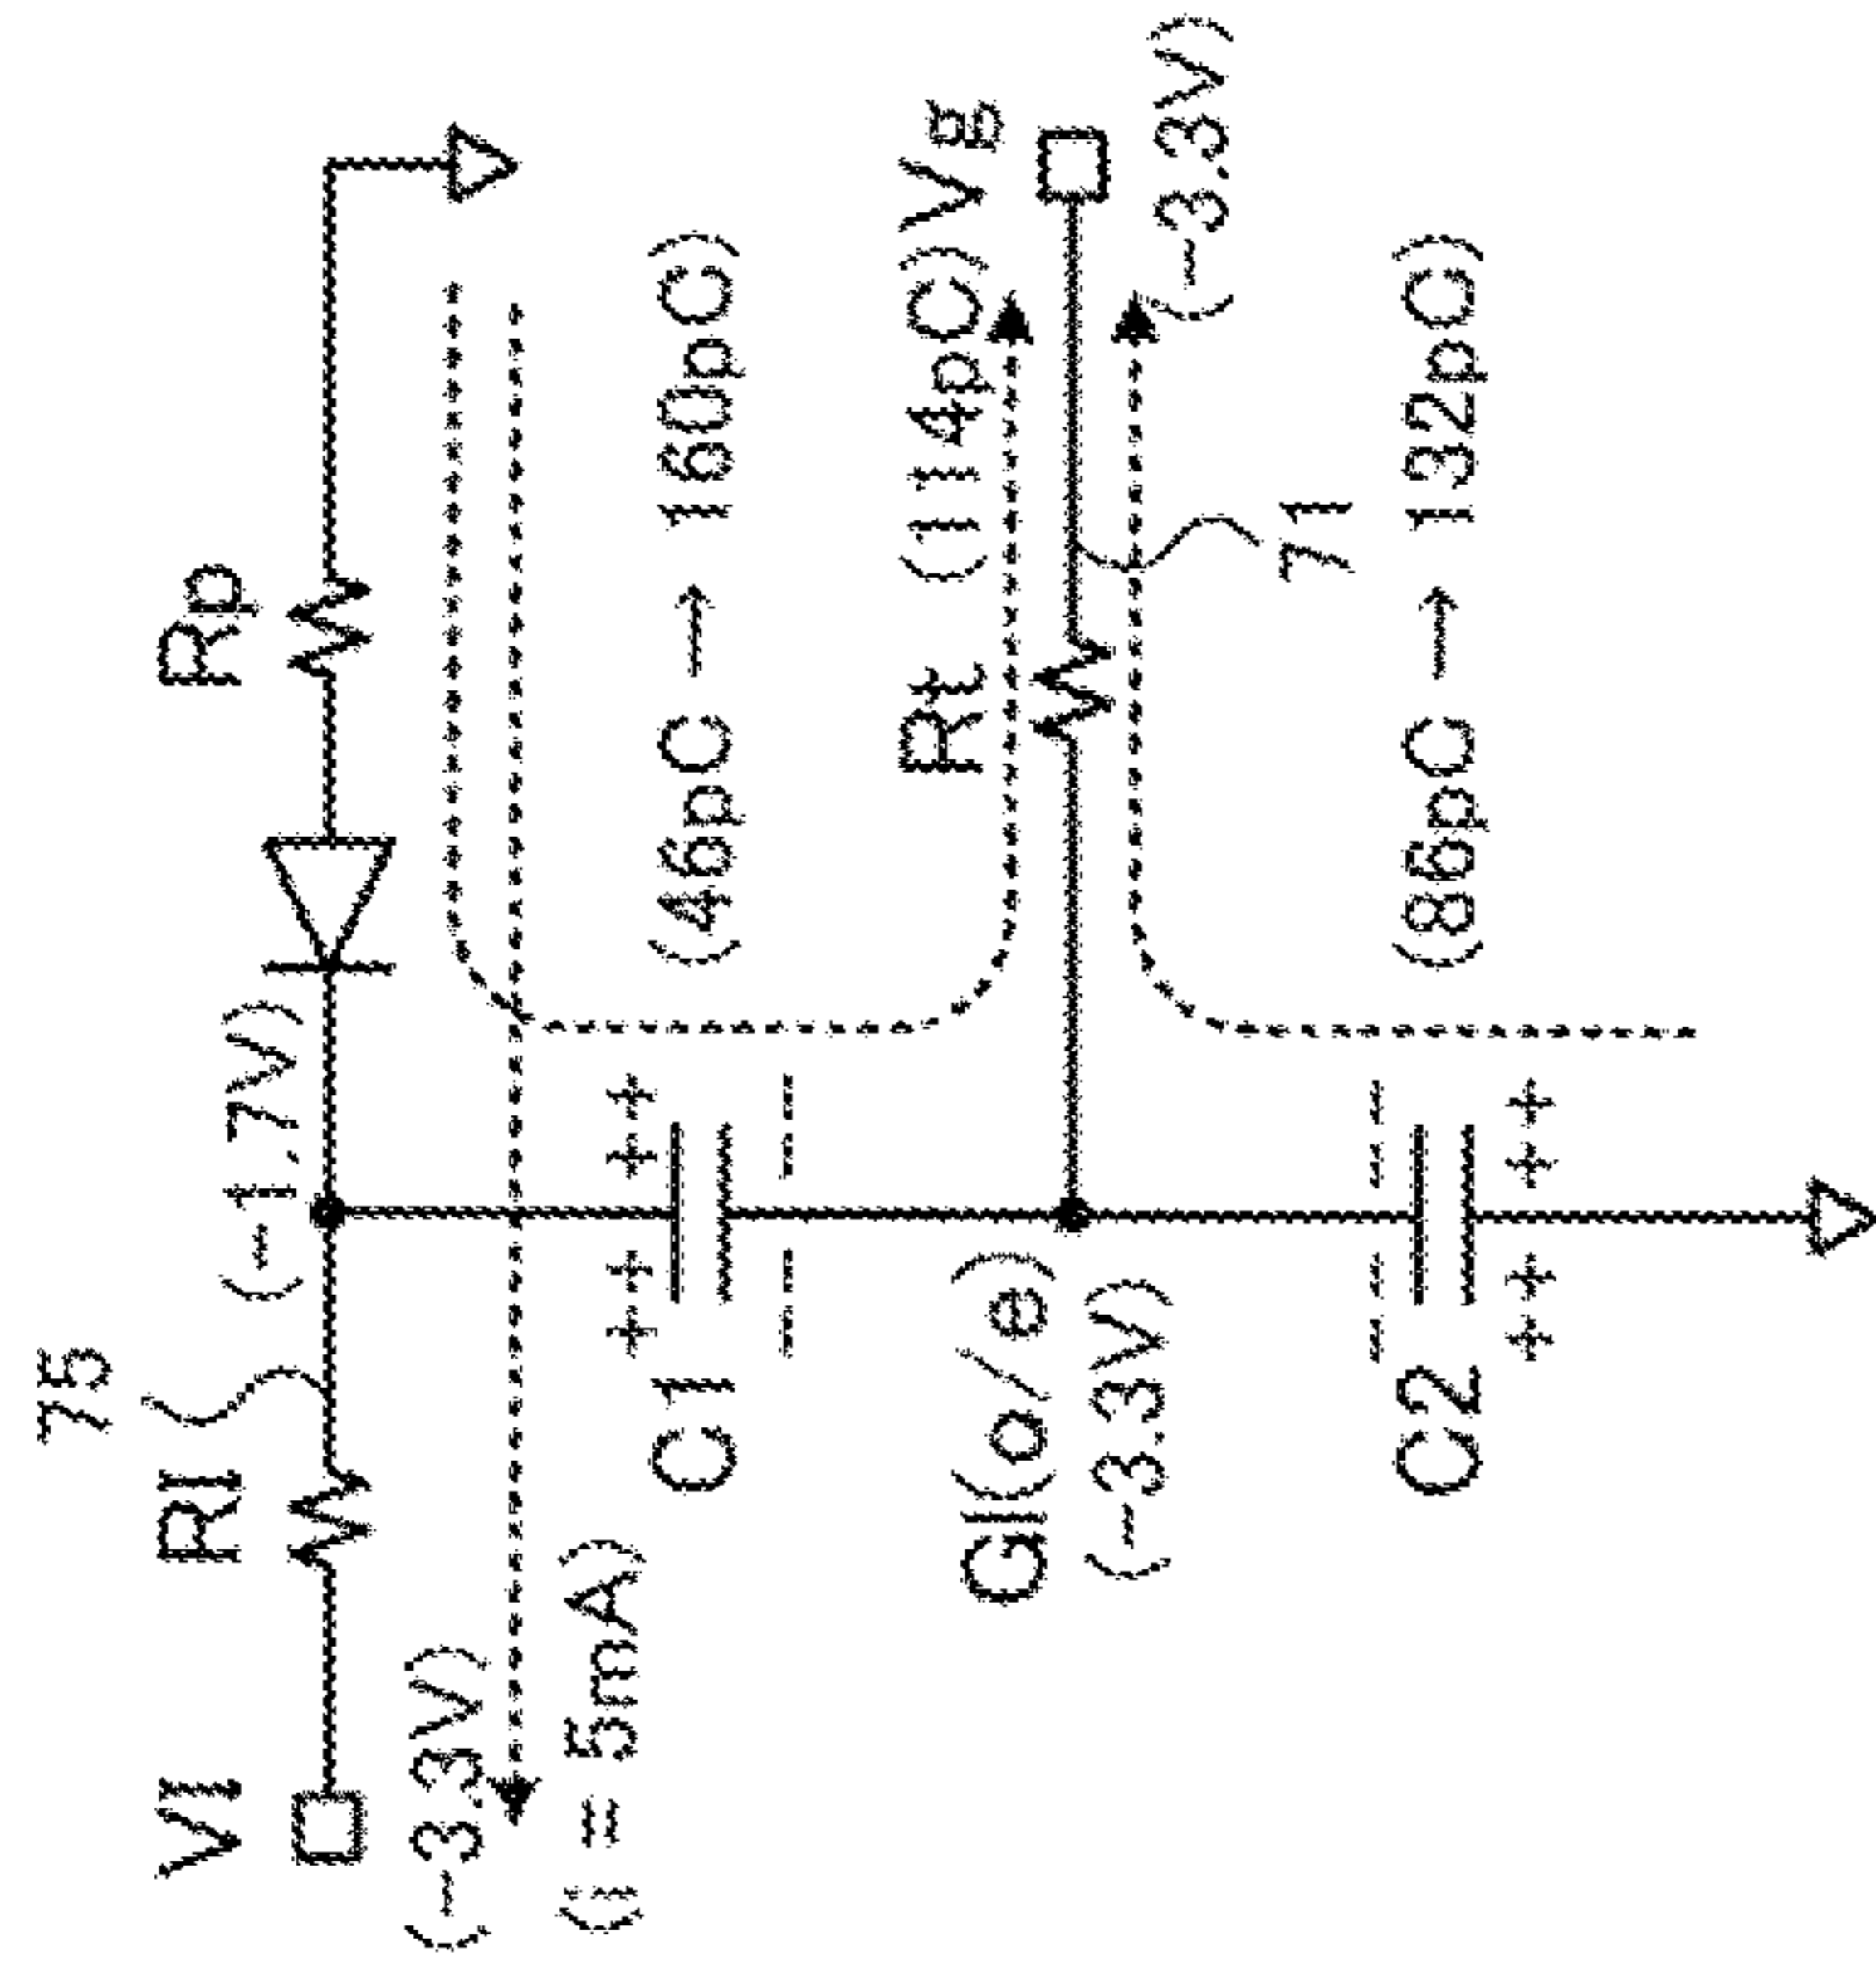 75
Vl Rl (-1.7V) Rp
(-3.3V)
(i = 5mA)
C1 (46pC → 160pC)
Rt (114pC) Vg
Gl(o/e)
(-3.3V) (-3.3V)
71
C2 (86pC → 132pC)